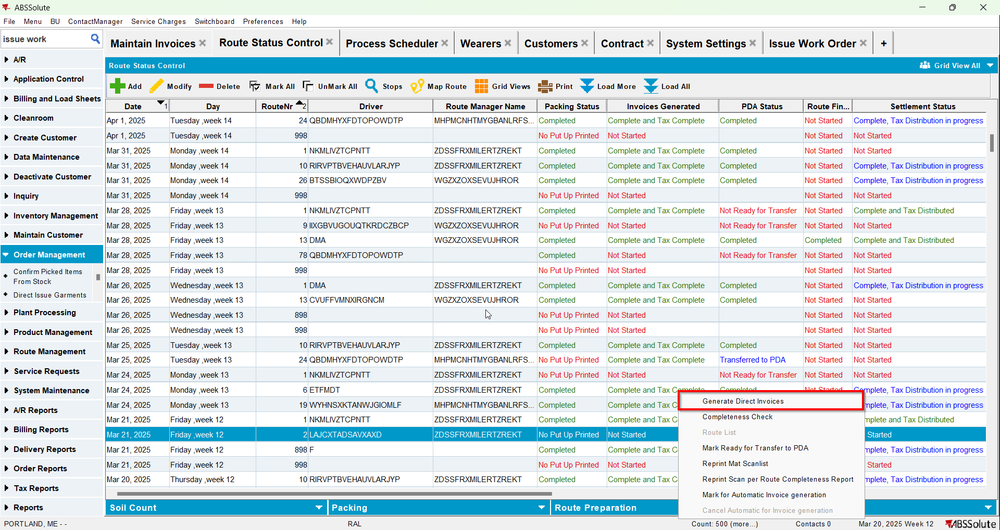 ABSSolute
File Menu BU ContactManager Service Charges Switchboard Preferences Help
issue work
Maintain Invoices Route Status Control Process Scheduler Wearers Customers Contract System Settings Issue Work Order +
Route Status Control Grid View All
Add Modify Delete Mark All UnMark All Stops Map Route Grid Views Print Load More Load All
A/R
Application Control
Billing and Load Sheets
Cleanroom
Create Customer
Data Maintenance
Deactivate Customer
Inquiry
Inventory Management
Maintain Customer
Order Management
Confirm Picked Items
From Stock
Direct Issue Garments
Plant Processing
Product Management
Route Management
Service Requests
System Maintenance
A/R Reports
Billing Reports
Delivery Reports
Order Reports
Tax Reports
Reports
Date 1 Day RouteNr 2 Driver Route Manager Name Packing Status Invoices Generated PDA Status Route Fin... Settlement Status
Apr 1, 2025 Tuesday ,week 14 24 QBDMHYXFDTOPOWDTP MHPMCNHTMYGBANLRFS... Completed Complete and Tax Complete Completed Not Started Complete, Tax Distribution in progress
Apr 1, 2025 Tuesday ,week 14 998 No Put Up Printed Not Started Not Started Not Started
Mar 31, 2025 Monday ,week 14 1 NKMLIVZTCPNTT ZDSSFRXMILERTZREKT Completed Complete and Tax Complete Completed Not Started Not Started
Mar 31, 2025 Monday ,week 14 10 RIRVPTBVEHAUVLARJYP ZDSSFRXMILERTZREKT Completed Complete and Tax Complete Completed Not Started Complete, Tax Distribution in progress
Mar 31, 2025 Monday ,week 14 26 BTSSBIOQXWDPZBV WGZXZOXSEVUJHROR Completed Complete and Tax Complete Completed Not Started Complete, Tax Distribution in progress
Mar 31, 2025 Monday ,week 14 998 No Put Up Printed Not Started Not Started Not Started
Mar 28, 2025 Friday ,week 13 1 NKMLIVZTCPNTT ZDSSFRXMILERTZREKT Completed Complete and Tax Complete Not Ready for Transfer Not Started Complete and Tax Distributed
Mar 28, 2025 Friday ,week 13 9 IIXGBVUGOUQTKRDCZBCP WGZXZOXSEVUJHROR No Put Up Printed Not Started Not Ready for Transfer Not Started Not Started
Mar 28, 2025 Friday ,week 13 13 DMA WGZXZOXSEVUJHROR Completed Complete and Tax Complete Completed Completed Complete and Tax Distributed
Mar 28, 2025 Friday ,week 13 78 QBDMHYXFDTOPOWDTP Completed Not Started Not Ready for Transfer Not Started Not Started
Mar 28, 2025 Friday ,week 13 998 No Put Up Printed Not Started Not Started Not Started
Mar 26, 2025 Wednesday ,week 13 1 DMA ZDSSFRXMILERTZREKT Completed Complete and Tax Complete Completed Not Started Complete, Tax Distribution in progress
Mar 26, 2025 Wednesday ,week 13 13 CVUFFVMNXIRGNCM WGZXZOXSEVUJHROR Completed Complete and Tax Complete Completed Not Started Not Started
Mar 26, 2025 Wednesday ,week 13 898 No Put Up Printed Not Started Not Started Not Started
Mar 26, 2025 Wednesday ,week 13 998 No Put Up Printed Not Started Not Started Not Started
Mar 25, 2025 Tuesday ,week 13 10 RIRVPTBVEHAUVLARJYP ZDSSFRXMILERTZREKT Completed Complete and Tax Complete Completed Not Started Not Started
Mar 25, 2025 Tuesday ,week 13 24 QBDMHYXFDTOPOWDTP MHPMCNHTMYGBANLRFS... No Put Up Printed Complete and Tax Complete Transferred to PDA Not Started Not Started
Mar 24, 2025 Monday ,week 13 1 NKMLIVZTCPNTT ZDSSFRXMILERTZREKT No Put Up Printed Not Started Not Ready for Transfer Not Started Not Started
Mar 24, 2025 Monday ,week 13 6 ETFMDT ZDSSFRXMILERTZREKT Completed Complete and Tax Complete Completed Not Started Complete, Tax Distribution in progress
Mar 24, 2025 Monday ,week 13 19 WYHNSXKTANWJGIOMLF MHPMCNHTMYGBANLRFS... Completed Complete and Tax C mplete, Tax Distribution in progress
Mar 21, 2025 Friday ,week 12 1 NKMLIVZTCPNTT ZDSSFRXMILERTZREKT Completed Complete and Tax C mplete and Tax Distributed
Mar 21, 2025 Friday ,week 12 2 LAJCXTADSAVXAXD ZDSSFRXMILERTZREKT No Put Up Printed Not Started Started
Mar 21, 2025 Friday ,week 12 898 F Completed Complete and Tax C mplete, Tax Distribution in progress
Mar 21, 2025 Friday ,week 12 998 No Put Up Printed Not Started Started
Mar 20, 2025 Thursday ,week 12 10 RIRVPTBVEHAUVLARJYP ZDSSFRXMILERTZREKT Completed Complete and Tax C mplete, Tax Distribution in progress
Generate Direct Invoices
Completeness Check
Route List
Mark Ready for Transfer to PDA
Reprint Mat Scanlist
Reprint Scan per Route Completeness Report
Mark for Automatic Invoice generation
Cancel Automatic for Invoice generation
Soil Count Packing Route Preparation
PORTLAND, ME - - RAL Count: 500 (more...) Contacts 0 Mar 20, 2025 Week 12 ABSSolute